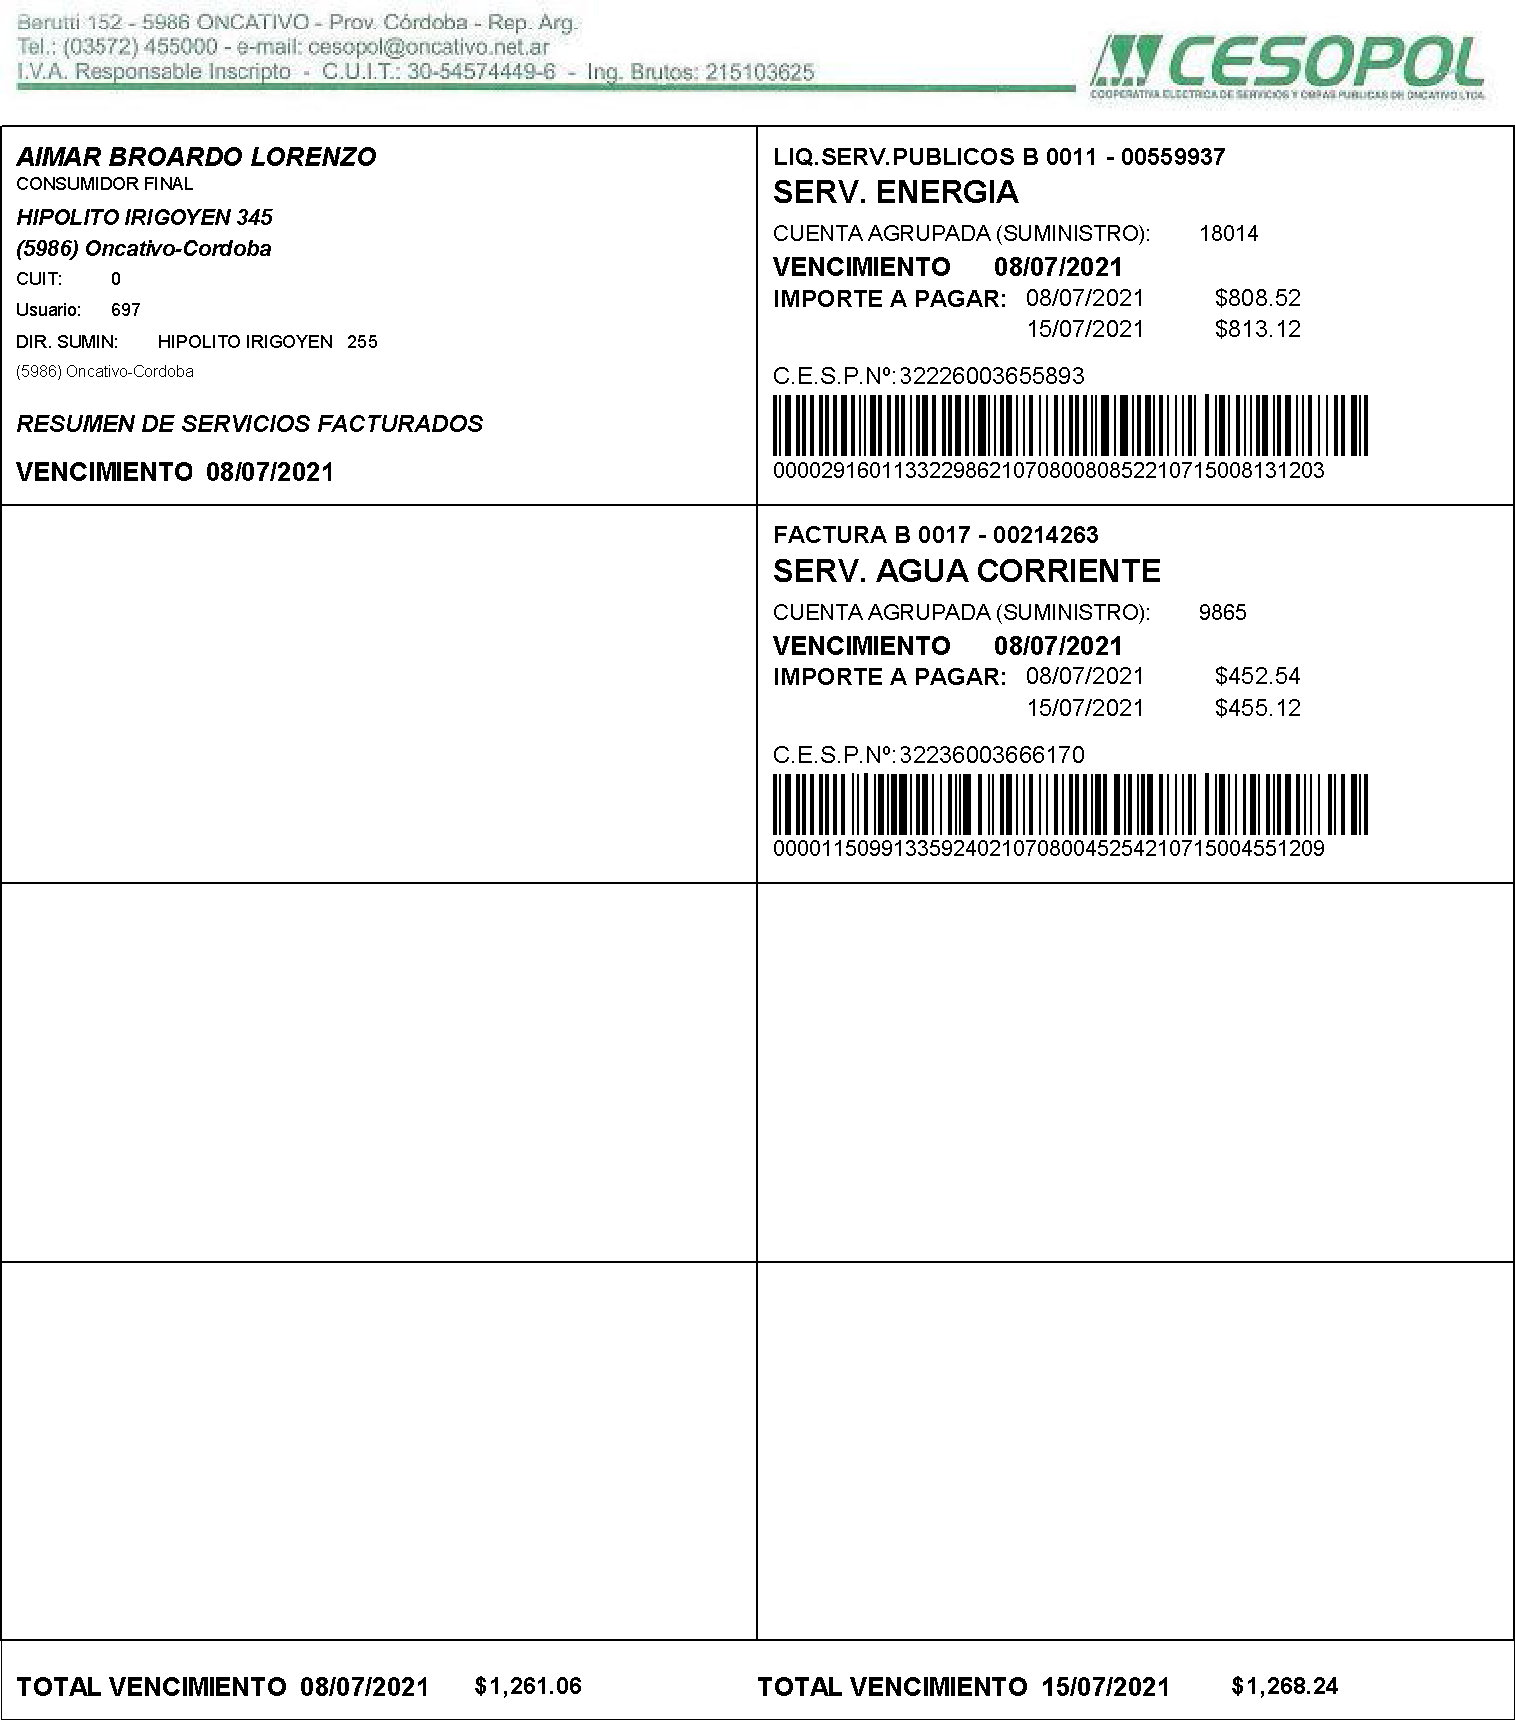 Berutti 152 - 5986 ONCATIVO - Prov. Córdoba - Rep. Arg.
Tel.: (03572) 455000 - e-mail: cesopol@oncativo.net.ar
I.V.A. Responsable Inscripto - C.U.I.T.: 30-54574449-6 - Ing. Brutos: 215103625
CESOPOL
COOPERATIVA ELECTRICA DE SERVICIOS Y OBRAS PUBLICAS DE ONCATIVO LTDA.
AIMAR BROARDO LORENZO
CONSUMIDOR FINAL
HIPOLITO IRIGOYEN 345
(5986) Oncativo-Cordoba
CUIT: 0
Usuario: 697
DIR. SUMIN: HIPOLITO IRIGOYEN 255
(5986) Oncativo-Cordoba
RESUMEN DE SERVICIOS FACTURADOS
VENCIMIENTO 08/07/2021
LIQ.SERV.PUBLICOS B 0011 - 00559937
SERV. ENERGIA
CUENTA AGRUPADA (SUMINISTRO): 18014
VENCIMIENTO 08/07/2021
IMPORTE A PAGAR: 08/07/2021 $808.52
15/07/2021 $813.12
C.E.S.P.Nº: 32226003655893
0000291601133229862107080080852210715008131203
FACTURA B 0017 - 00214263
SERV. AGUA CORRIENTE
CUENTA AGRUPADA (SUMINISTRO): 9865
VENCIMIENTO 08/07/2021
IMPORTE A PAGAR: 08/07/2021 $452.54
15/07/2021 $455.12
C.E.S.P.Nº: 32236003666170
0000115099133592402107080045254210715004551209
TOTAL VENCIMIENTO 08/07/2021 $1,261.06
TOTAL VENCIMIENTO 15/07/2021 $1,268.24